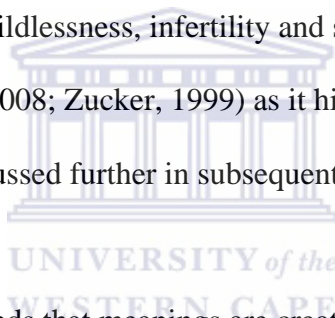 ildlessness, infertility and s
008; Zucker, 1999) as it hi
ussed further in subsequent
UNIVERSITY of the
WESTERN CAPE
nds that meanings are creat